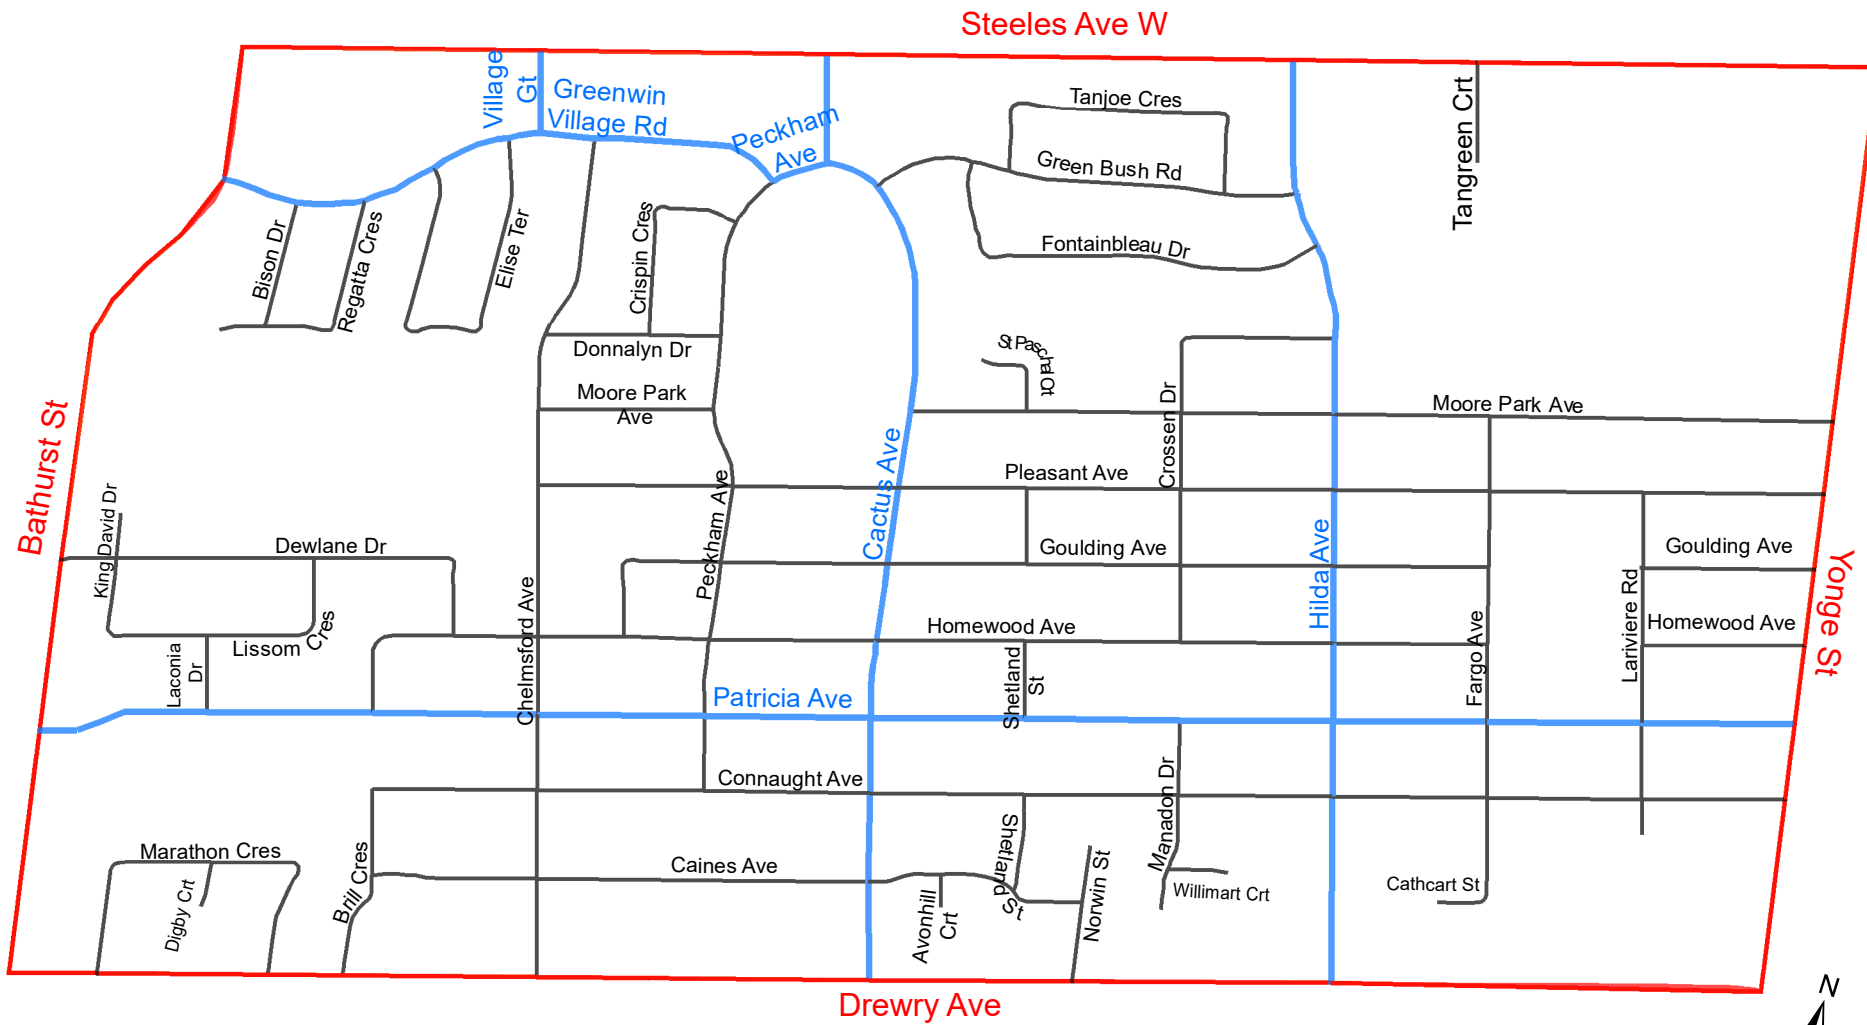 Steeles Ave W
Village
Gt
Greenwin
Village Rd
Peckham
Ave
Tanjoe Cres
Green Bush Rd
Tangreen Crt
Bison Dr
Regatta Cres
Elise Ter
Crispin Cres
Fontainbleau Dr
Donnalyn Dr
St Paschal Crt
Moore Park
Ave
Crossen Dr
Moore Park Ave
Bathurst St
Cactus Ave
Pleasant Ave
King David Dr
Peckham Ave
Dewlane Dr
Goulding Ave
Hilda Ave
Goulding Ave
Yonge St
Chelmsford Ave
Lissom Cres
Laconia
Dr
Homewood Ave
Shetland
St
Fargo Ave
Lariviere Rd
Homewood Ave
Patricia Ave
Connaught Ave
Manadon Dr
Marathon Cres
Digby Crt
Brill Cres
Caines Ave
Shetland St
Avonhill
Crt
Norwin St
Willimart Crt
Cathcart St
Drewry Ave
N